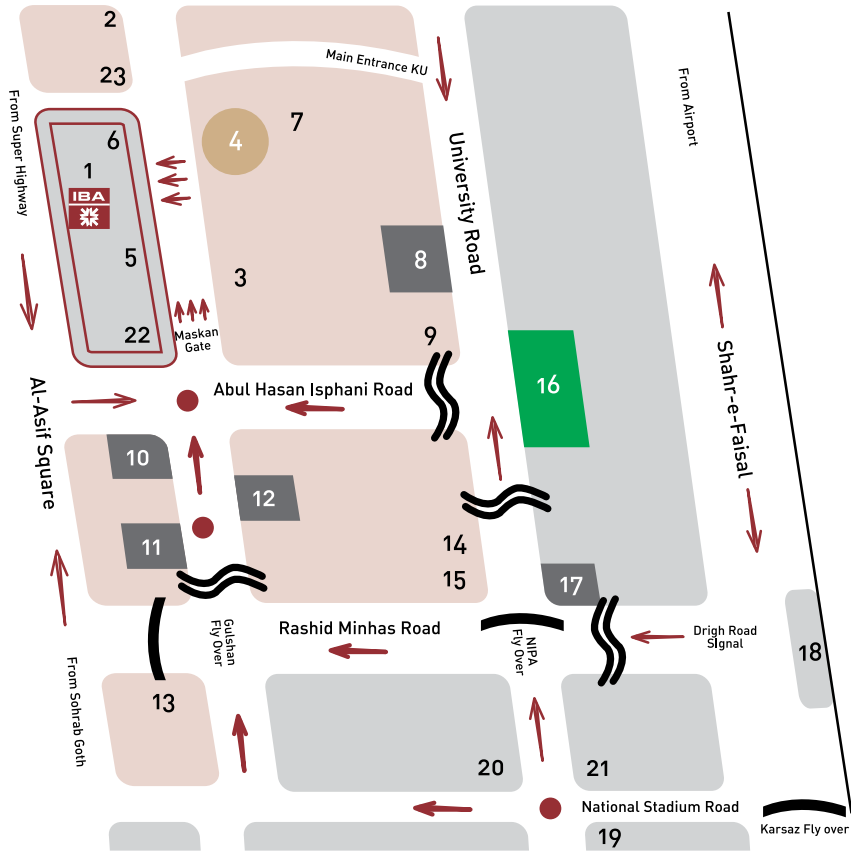 2
23
Main Entrance KU
From Super Highway
6
1
IBA
4
7
University Road
From Airport
5
3
8
22
Maskan
Gate
9
Abul Hasan Isphani Road
16
Al-Asif Square
Shahr-e-Faisal
10
12
11
14
15
17
Gulshan
Fly Over
Rashid Minhas Road
NIPA
Fly Over
Drigh Road
SIgnal
18
From Sohrab Goth
13
20
21
National Stadium Road
19
Karsaz Fly over